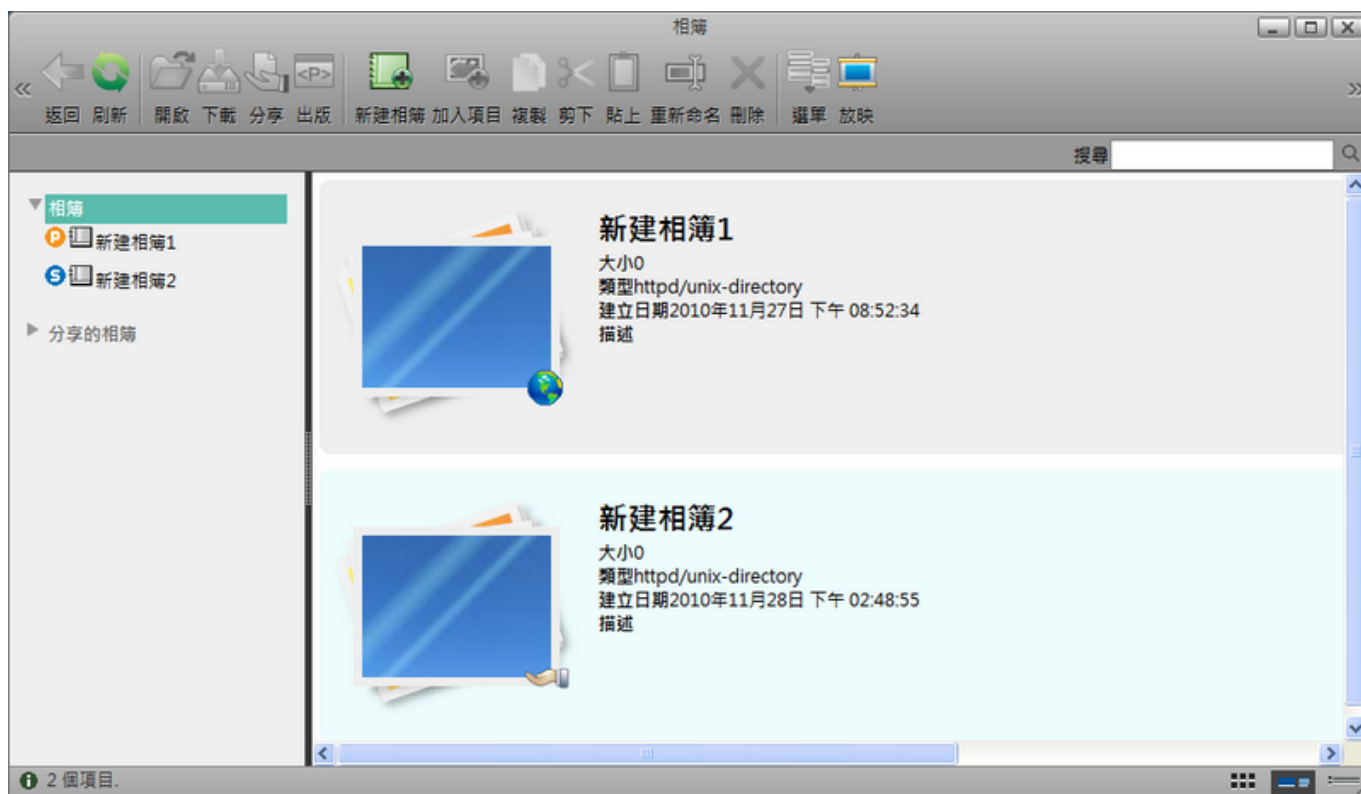 相簿
返回 刷新 開啟 下載 分享 <P> 出版 新建相簿 加入項目 複製 剪下 貼上 重新命名 刪除 選單 放映
搜尋
相簿
P 新建相簿1
S 新建相簿2
分享的相簿
新建相簿1
大小0
類型httpd/unix-directory
建立日期2010年11月27日 下午 08:52:34
描述
新建相簿2
大小0
類型httpd/unix-directory
建立日期2010年11月28日 下午 02:48:55
描述
2 個項目.